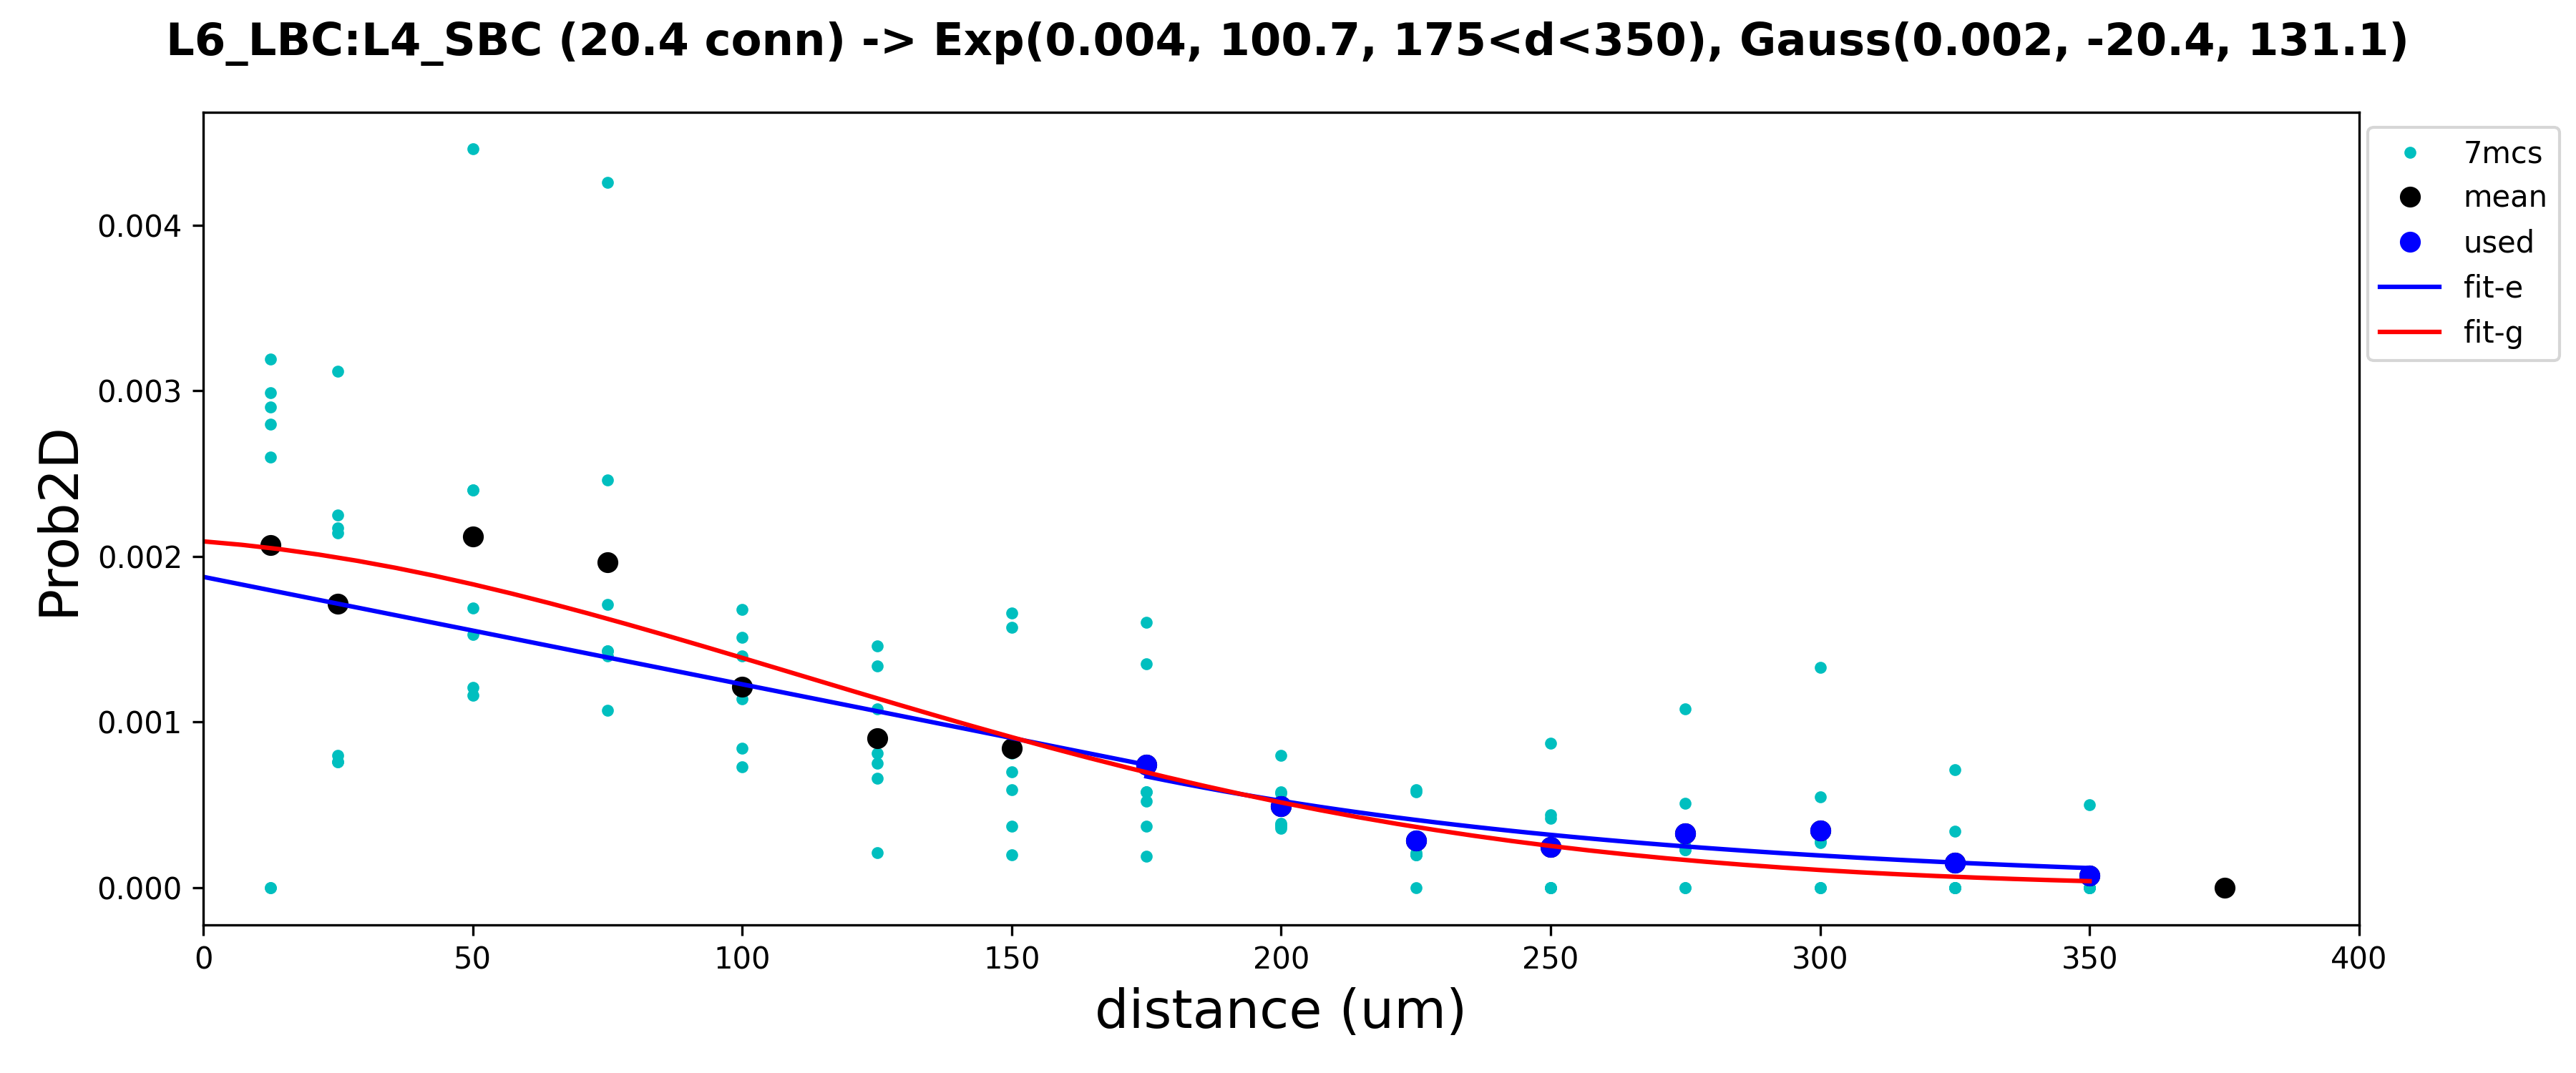 L6_LBC:L4_SBC (20.4 conn) -> Exp(0.004, 100.7, 175<d<350), Gauss(0.002, -20.4, 131.1)
7mcs
mean
used
fit-e
fit-g
Prob2D
0.004
0.003
0.002
0.001
0.000
0 50 100 150 200 250 300 350 400
distance (um)